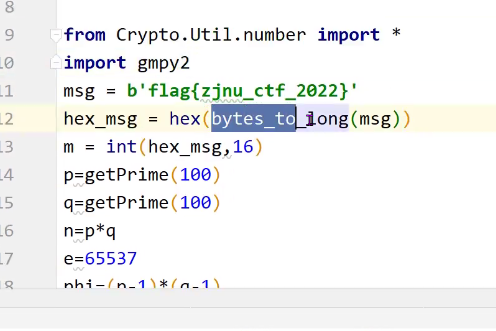 8
9 from Crypto.Util.number import *
10 import gmpy2
11 msg = b'flag{zjnu_ctf_2022}'
12 hex_msg = hex(bytes_to_long(msg))
13 m = int(hex_msg,16)
14 p=getPrime(100)
15 q=getPrime(100)
16 n=p*q
17 e=65537
18 phi=(p-1)*(q-1)